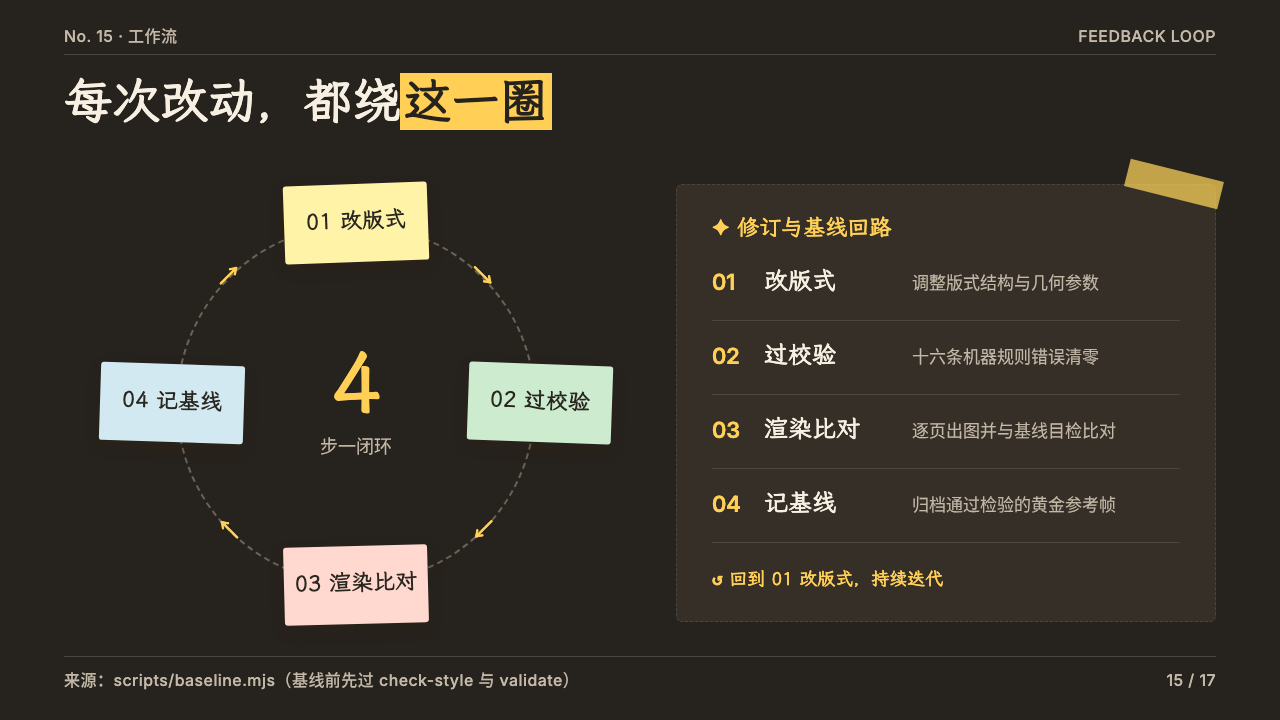 No. 15 · 工作流
FEEDBACK LOOP
每次改动，都绕这一圈
01 改版式
02 过校验
03 渲染比对
04 记基线
4
步一闭环
✦ 修订与基线回路
01 改版式 调整版式结构与几何参数
02 过校验 十六条机器规则错误清零
03 渲染比对 逐页出图并与基线目检比对
04 记基线 归档通过检验的黄金参考帧
↺ 回到 01 改版式，持续迭代
来源：scripts/baseline.mjs（基线前先过 check-style 与 validate）
15 / 17